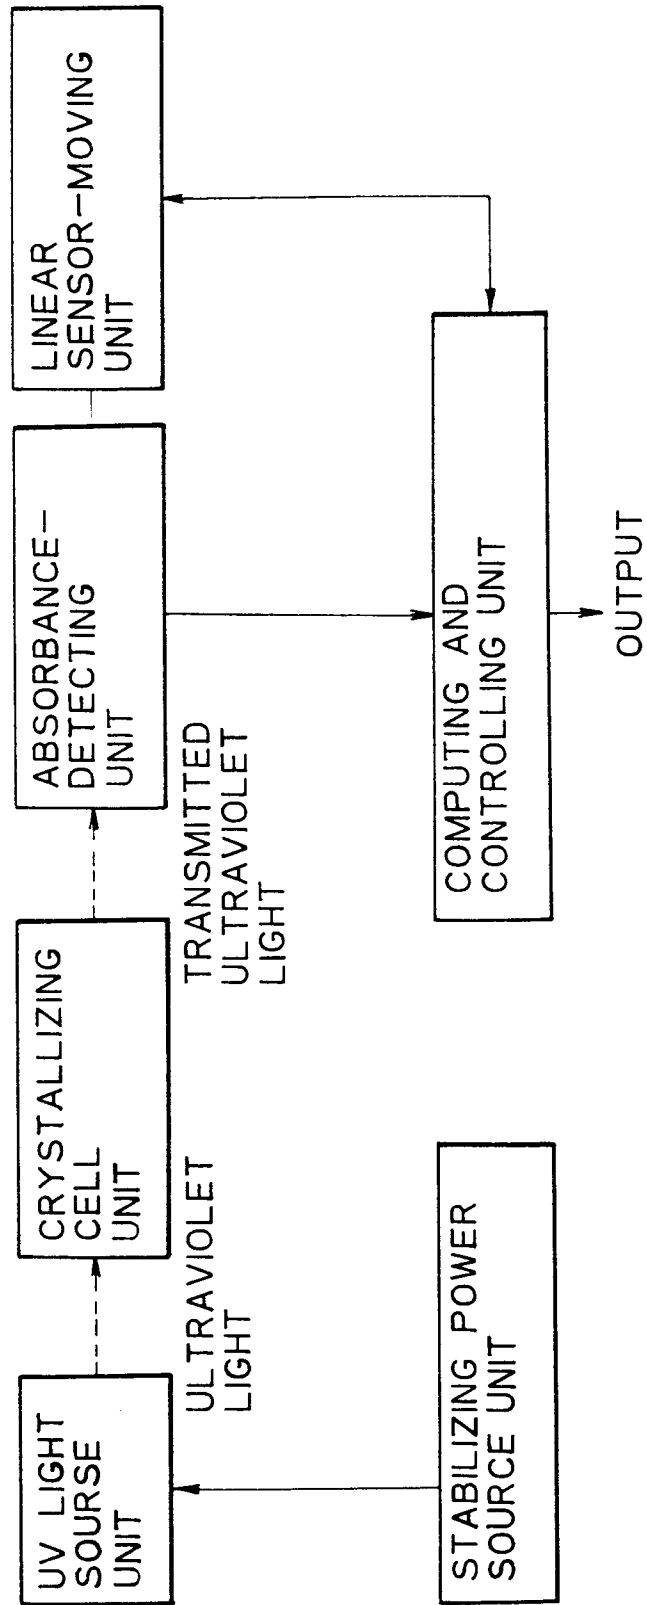 UV LIGHT
SOURSE
UNIT
CRYSTALLIZING
CELL
UNIT
ABSORBANCE-
DETECTING
UNIT
LINEAR
SENSOR-MOVING
UNIT
ULTRAVIOLET
LIGHT
TRANSMITTED
ULTRAVIOLET
LIGHT
STABILIZING POWER
SOURCE UNIT
COMPUTING AND
CONTROLLING UNIT
OUTPUT